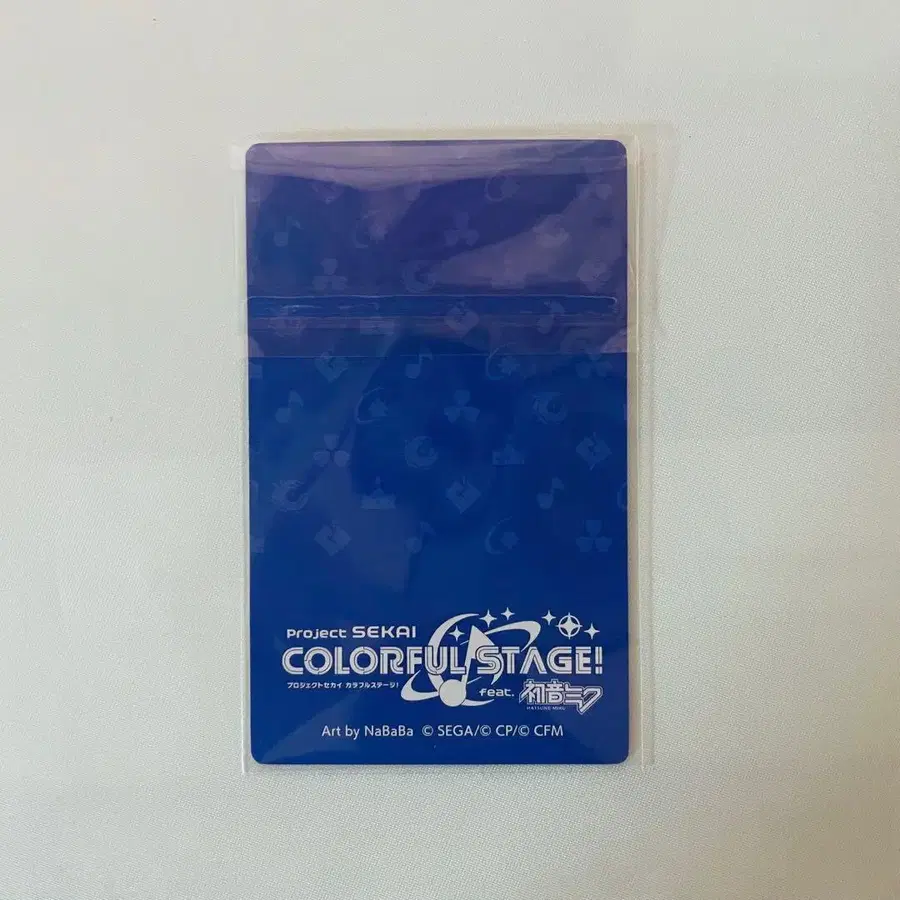 Project SEKAI
COLORFUL STAGE!
プロジェクトセカイ カラフルステージ!
feat. 初音ミク
HATSUNE MIKU
Art by NaBaBa © SEGA/© CP/© CFM